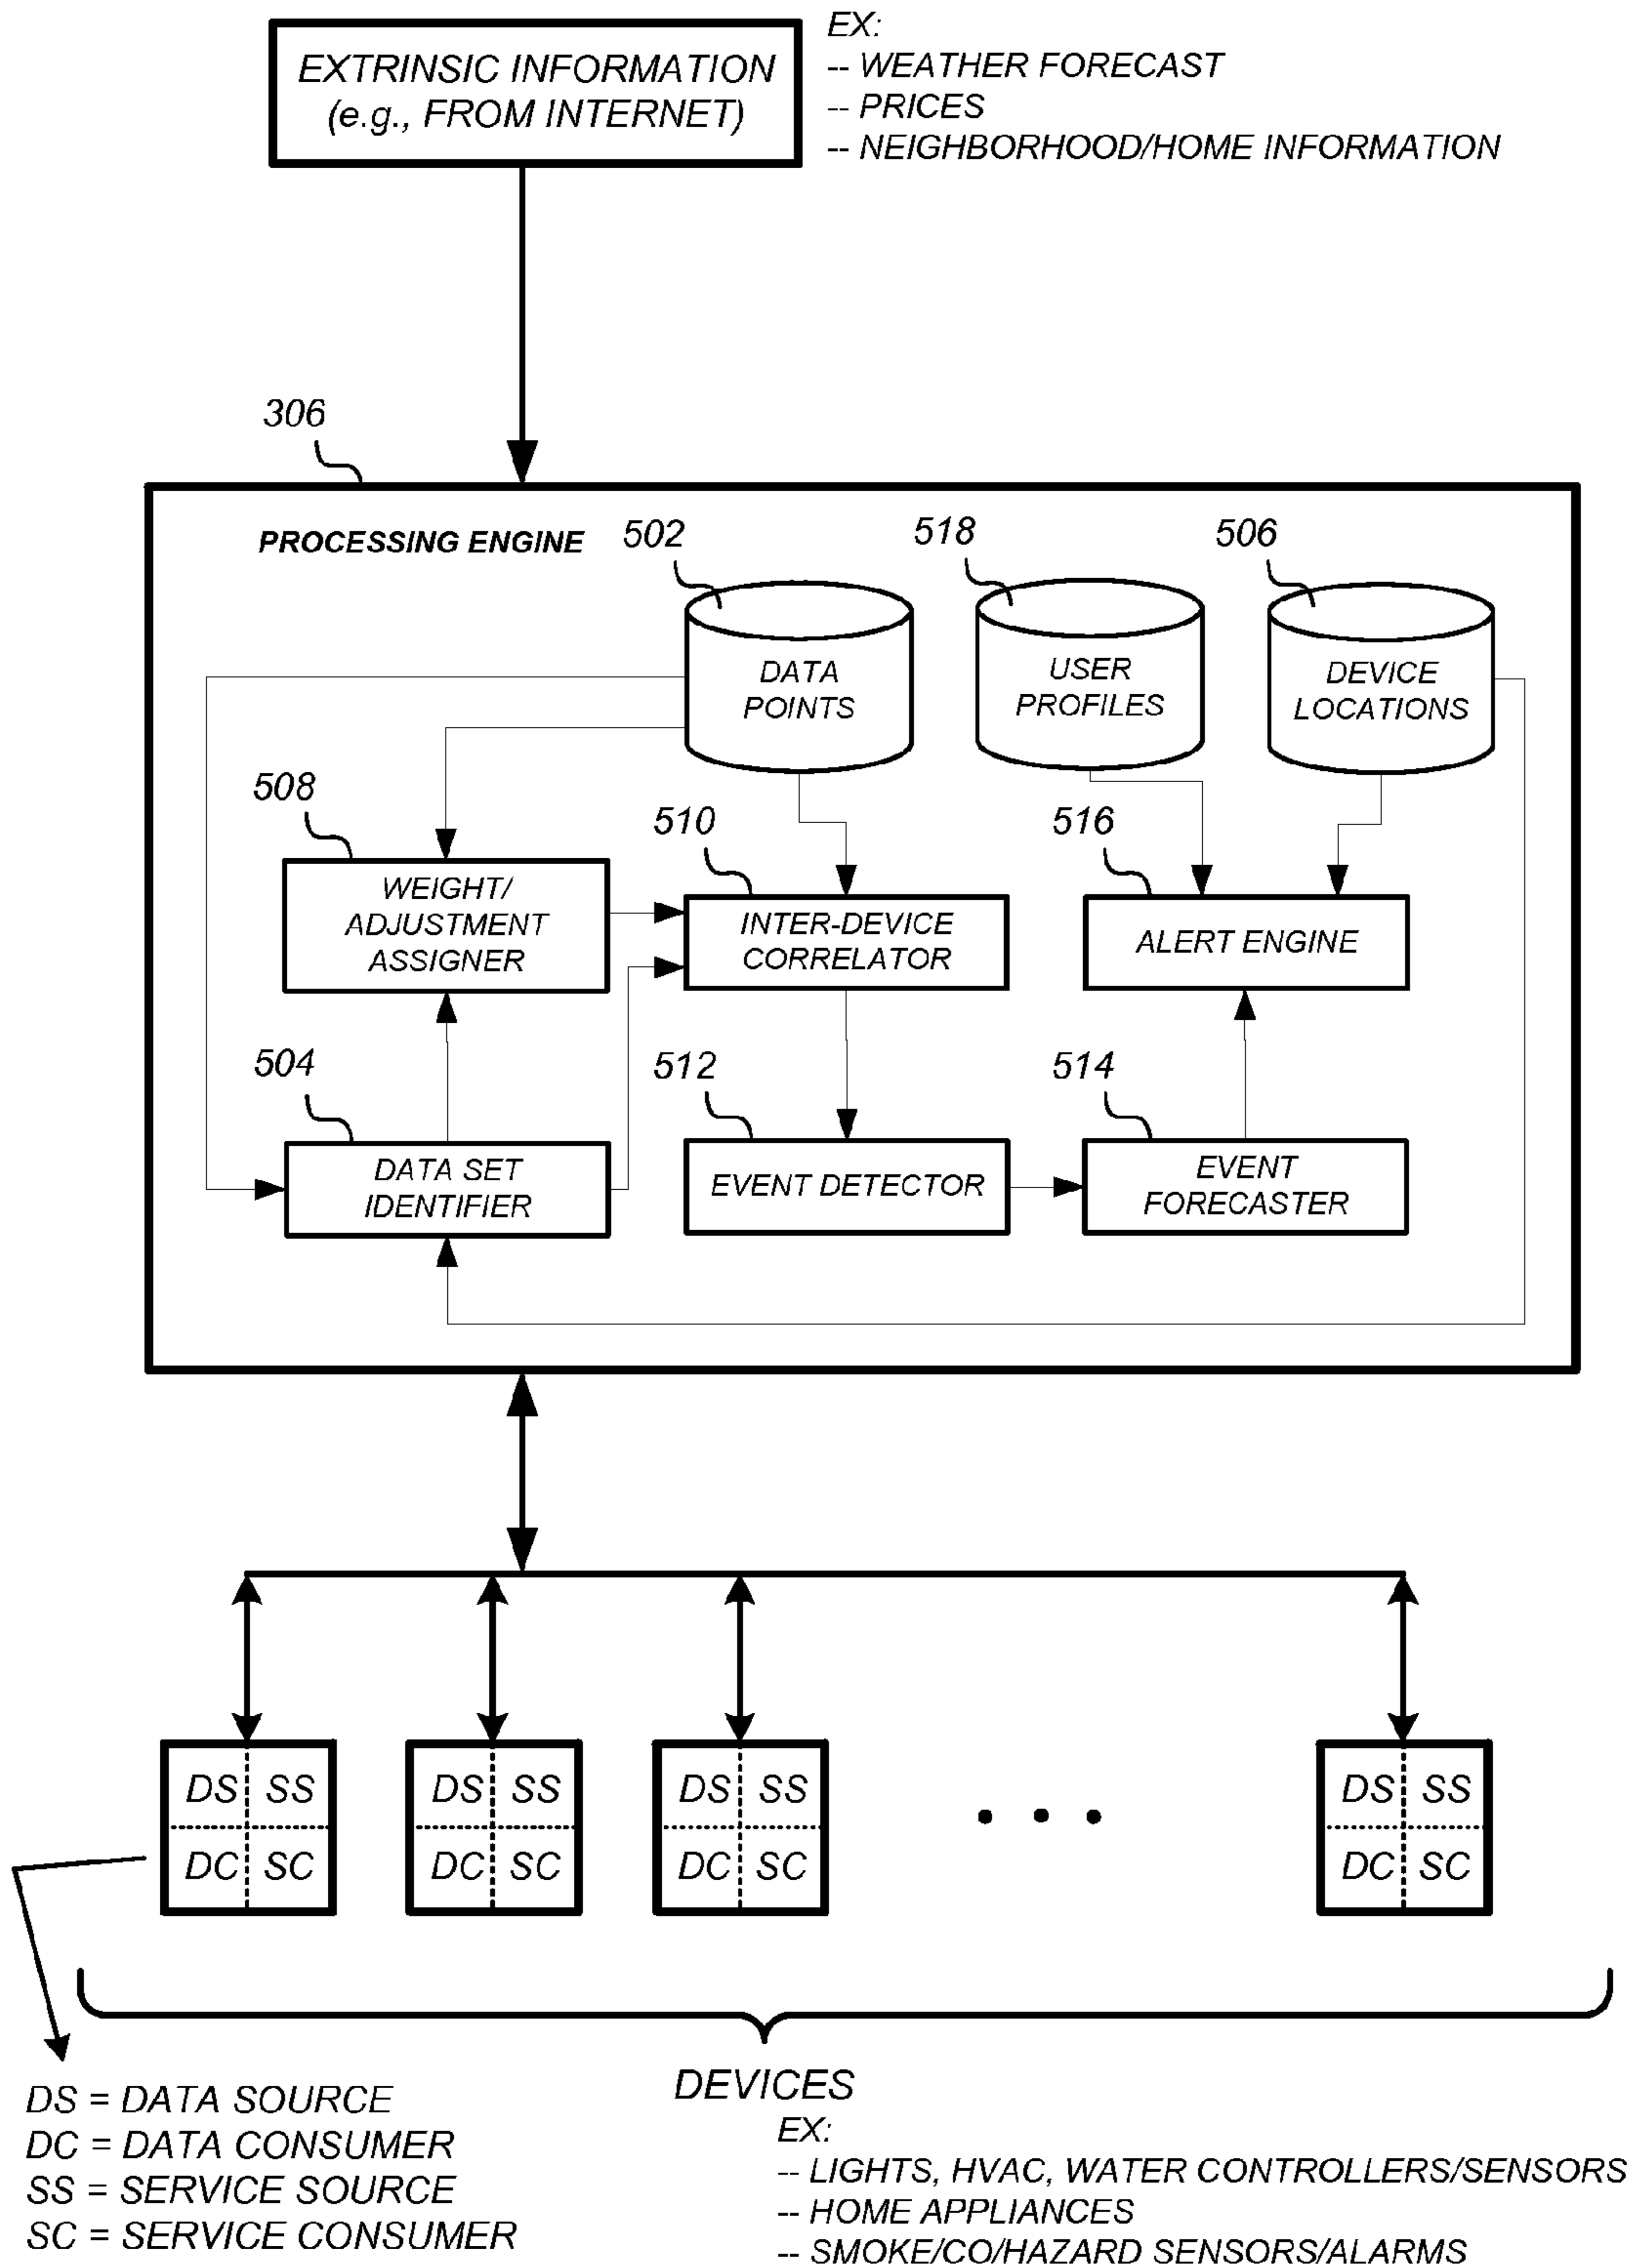 EXTRINSIC INFORMATION
(e.g., FROM INTERNET)
EX:
-- WEATHER FORECAST
-- PRICES
-- NEIGHBORHOOD/HOME INFORMATION
306
PROCESSING ENGINE
502
518
506
DATA
POINTS
USER
PROFILES
DEVICE
LOCATIONS
508
510
516
WEIGHT/
ADJUSTMENT
ASSIGNER
INTER-DEVICE
CORRELATOR
ALERT ENGINE
504
512
514
DATA SET
IDENTIFIER
EVENT DETECTOR
EVENT
FORECASTER
DS SS
DC SC
DS SS
DC SC
DS SS
DC SC
• • •
DS SS
DC SC
DS = DATA SOURCE
DC = DATA CONSUMER
SS = SERVICE SOURCE
SC = SERVICE CONSUMER
DEVICES
EX:
-- LIGHTS, HVAC, WATER CONTROLLERS/SENSORS
-- HOME APPLIANCES
-- SMOKE/CO/HAZARD SENSORS/ALARMS